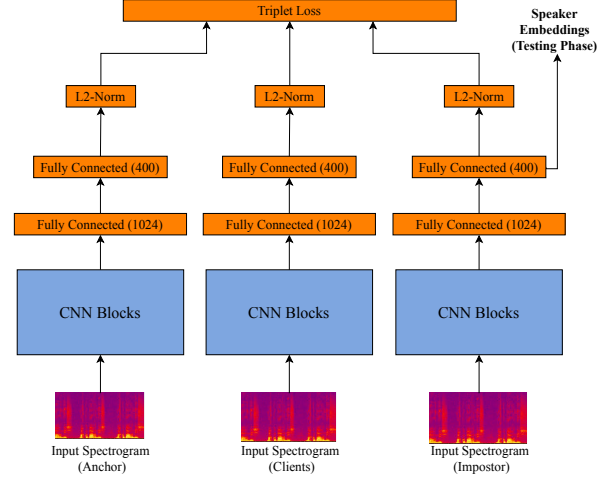 Triplet Loss
Speaker
Embeddings
(Testing Phase)
L2-Norm
L2-Norm
L2-Norm
Fully Connected (400)
Fully Connected (400)
Fully Connected (400)
Fully Connected (1024)
Fully Connected (1024)
Fully Connected (1024)
CNN Blocks
CNN Blocks
CNN Blocks
Input Spectrogram
(Anchor)
Input Spectrogram
(Clients)
Input Spectrogram
(Impostor)